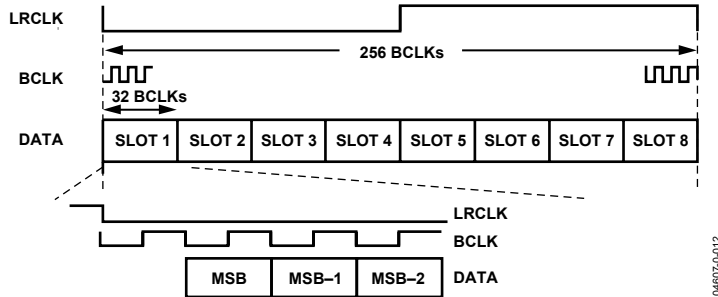 LRCLK
256 BCLKs
BCLK
32 BCLKs
DATA
SLOT 1 SLOT 2 SLOT 3 SLOT 4 SLOT 5 SLOT 6 SLOT 7 SLOT 8
LRCLK
BCLK
MSB MSB–1 MSB–2 DATA
04607-0-012